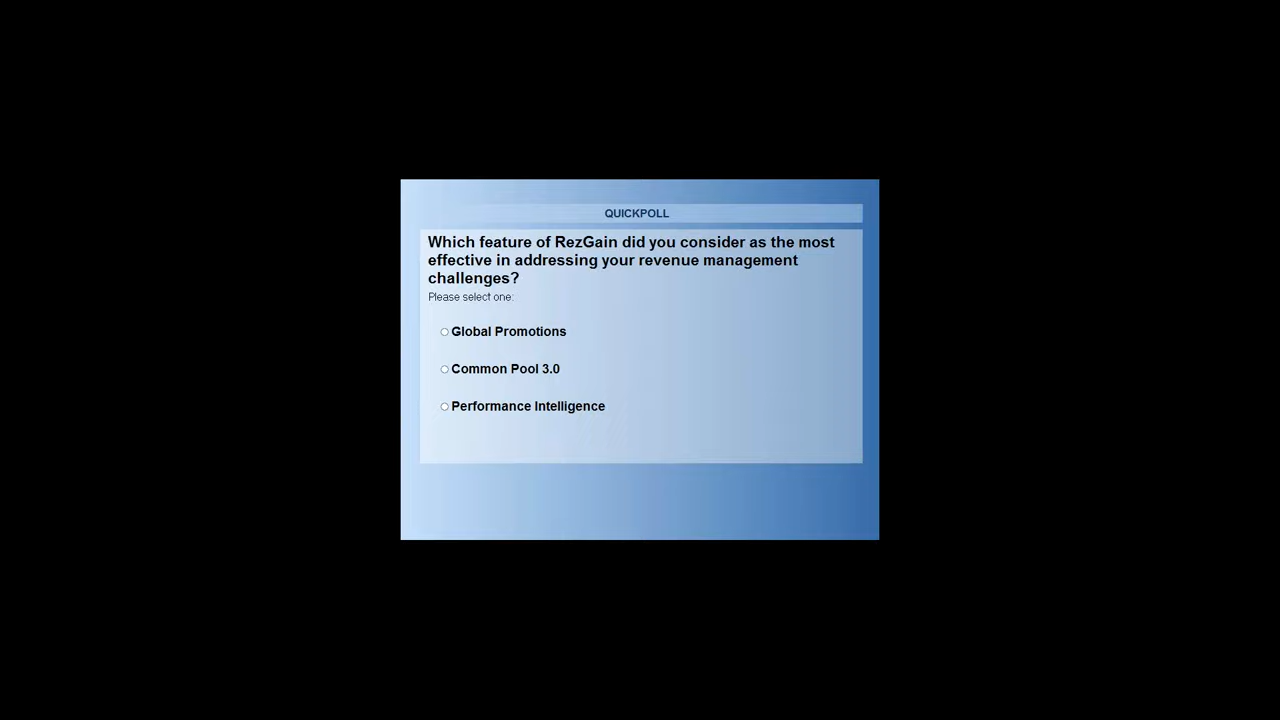 QUICKPOLL
Which feature of RezGain did you consider as the most
effective in addressing your revenue management
challenges?
Please select one:
Global Promotions
Common Pool 3.0
Performance Intelligence